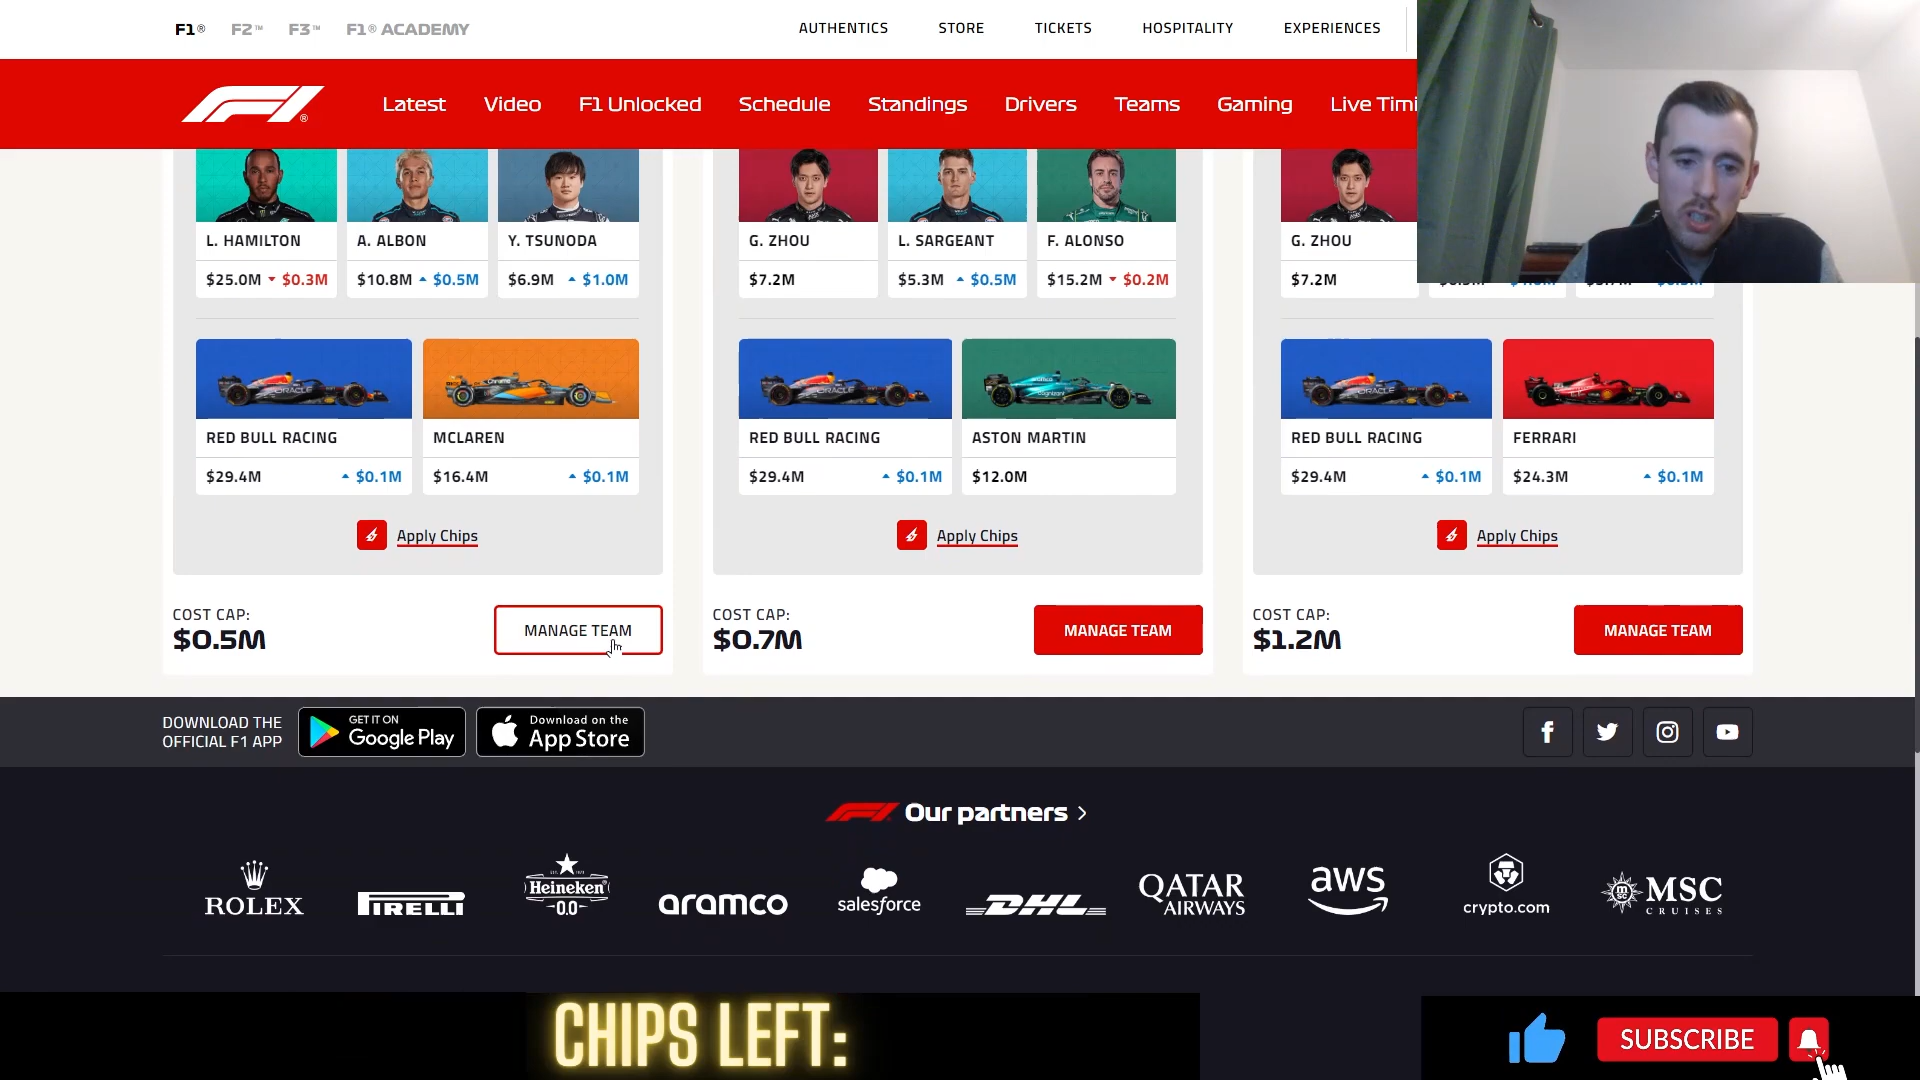 F1® F2™ F3™ F1® ACADEMY
AUTHENTICS STORE TICKETS HOSPITALITY EXPERIENCES
F1® Latest Video F1 Unlocked Schedule Standings Drivers Teams Gaming Live Timi
L. HAMILTON A. ALBON Y. TSUNODA G. ZHOU L. SARGEANT F. ALONSO G. ZHOU
$25.0M $0.3M $10.8M $0.5M $6.9M $1.0M $7.2M $5.3M $0.5M $15.2M $0.2M $7.2M
RED BULL RACING MCLAREN RED BULL RACING ASTON MARTIN RED BULL RACING FERRARI
$29.4M $0.1M $16.4M $0.1M $29.4M $0.1M $12.0M $29.4M $0.1M $24.3M $0.1M
Apply Chips Apply Chips Apply Chips
COST CAP: COST CAP: COST CAP:
$0.5M MANAGE TEAM $0.7M MANAGE TEAM $1.2M MANAGE TEAM
DOWNLOAD THE
OFFICIAL F1 APP
GET IT ON
Google Play
Download on the
App Store
Our partners >
ROLEX PIRELLI Heineken® 0.0 aramco salesforce DHL QATAR AIRWAYS aws crypto.com MSC CRUISES
CHIPS LEFT:
SUBSCRIBE